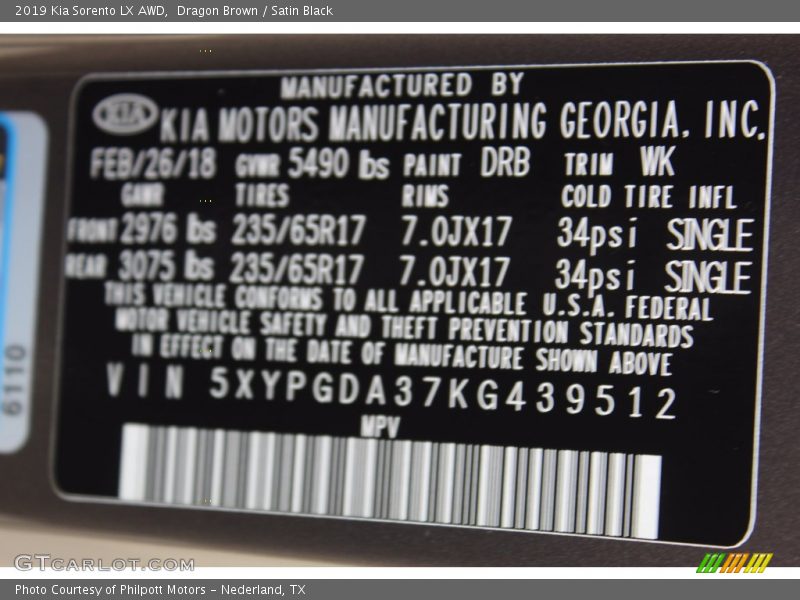 2019 Kia Sorento LX AWD, Dragon Brown / Satin Black
MANUFACTURED BY
KIA KIA MOTORS MANUFACTURING GEORGIA, INC.
FEB/26/18 GVWR 5490 lbs PAINT DRB TRIM WK
GAWR TIRES RIMS COLD TIRE INFL
FRONT 2976 lbs 235/65R17 7.0JX17 34psi SINGLE
REAR 3075 lbs 235/65R17 7.0JX17 34psi SINGLE
THIS VEHICLE CONFORMS TO ALL APPLICABLE U.S.A. FEDERAL
MOTOR VEHICLE SAFETY AND THEFT PREVENTION STANDARDS
IN EFFECT ON THE DATE OF MANUFACTURE SHOWN ABOVE
VIN 5XYPGDA37KG439512
MPV
6110
GTCARLOT.COM
Photo Courtesy of Philpott Motors - Nederland, TX